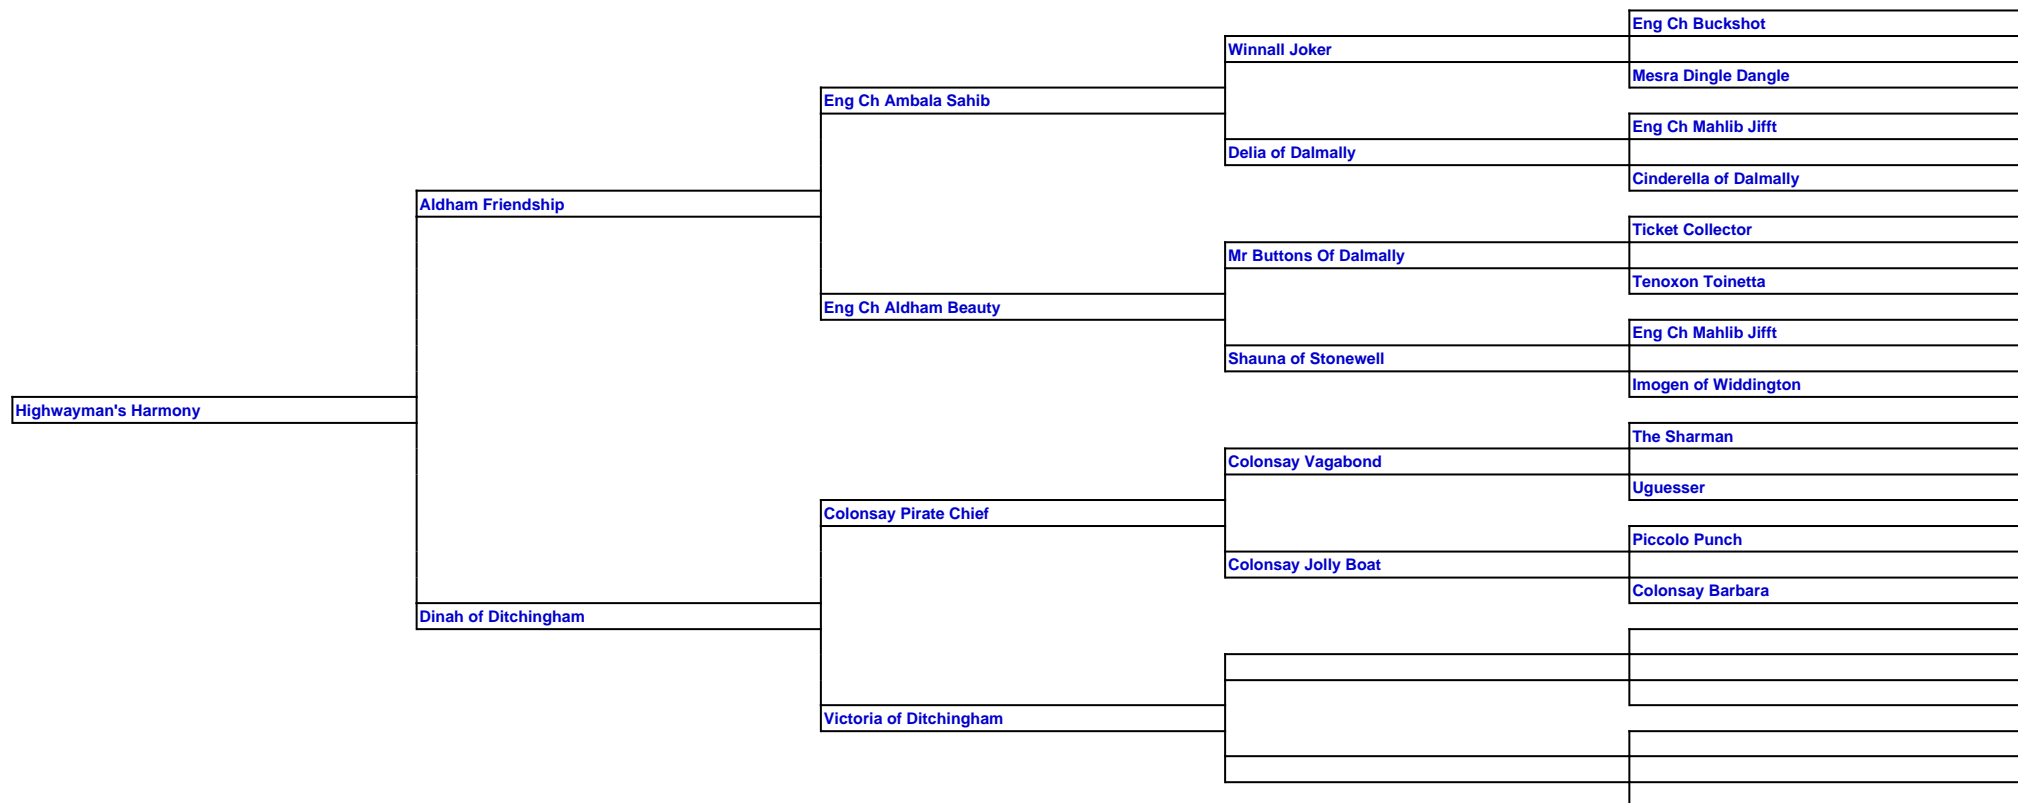 Eng Ch Buckshot
Winnall Joker
Mesra Dingle Dangle
Eng Ch Ambala Sahib
Eng Ch Mahlib Jifft
Delia of Dalmally
Cinderella of Dalmally
Aldham Friendship
Ticket Collector
Mr Buttons Of Dalmally
Tenoxon Toinetta
Eng Ch Aldham Beauty
Eng Ch Mahlib Jifft
Shauna of Stonewell
Imogen of Widdington
Highwayman's Harmony
The Sharman
Colonsay Vagabond
Uguesser
Colonsay Pirate Chief
Piccolo Punch
Colonsay Jolly Boat
Colonsay Barbara
Dinah of Ditchingham
Victoria of Ditchingham